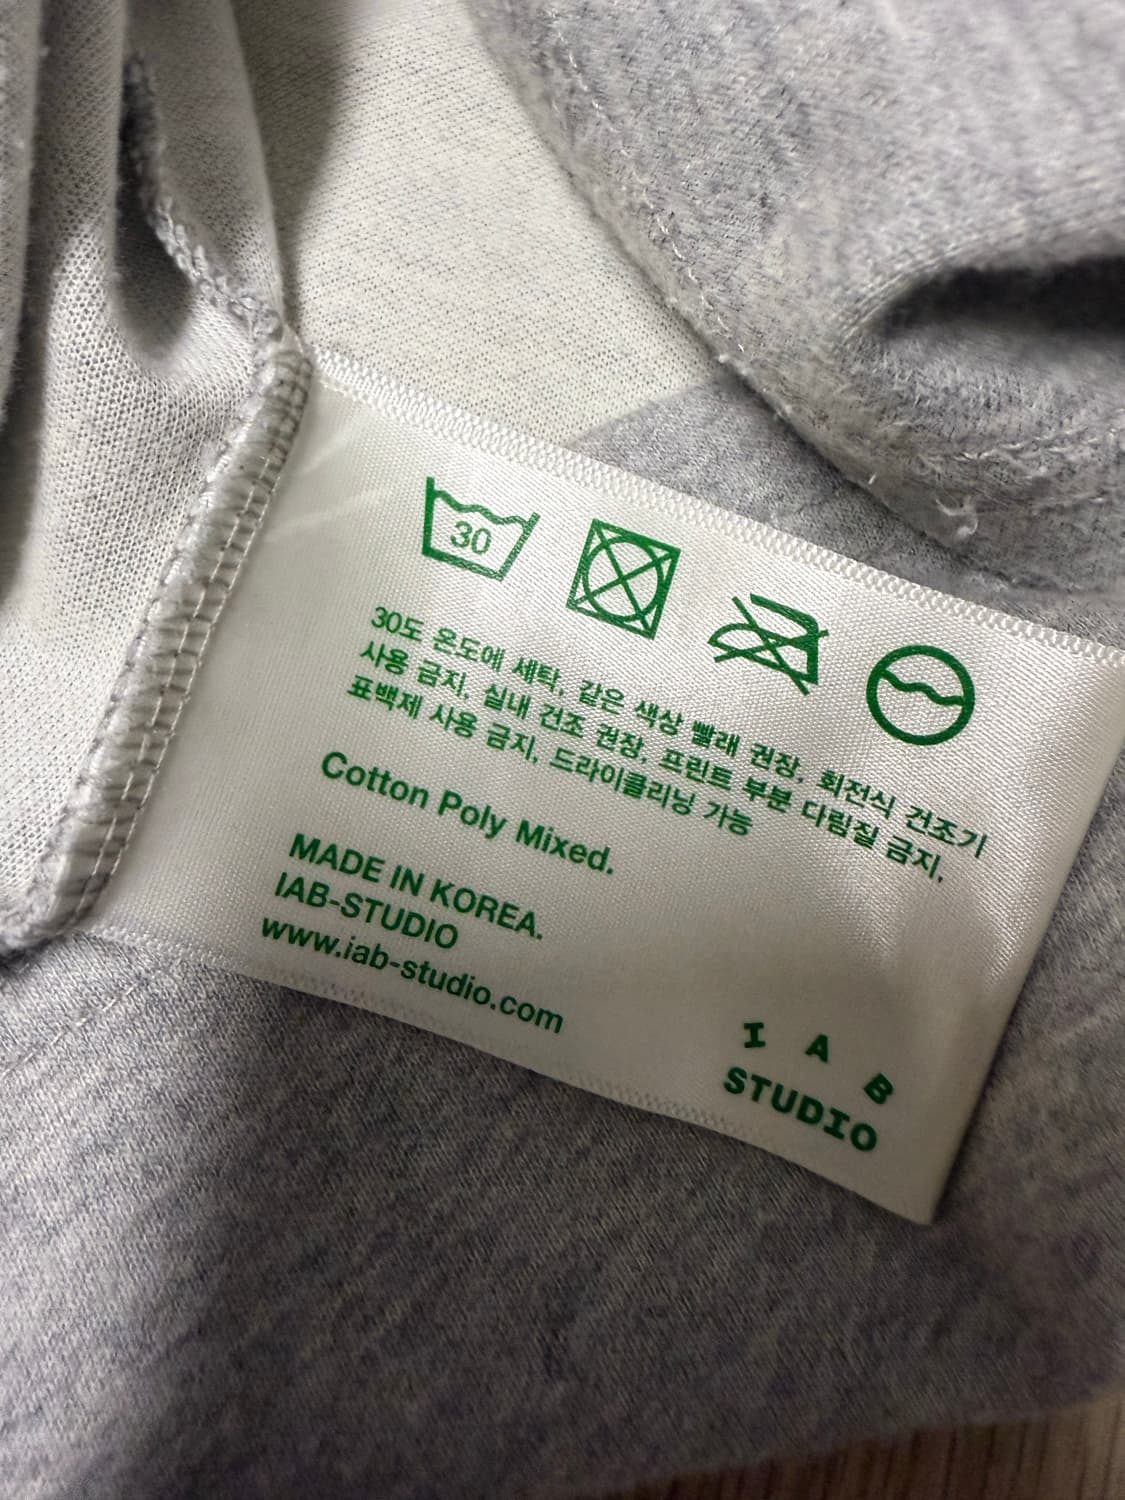 30
30도 온도에 세탁, 같은 색상 빨래 권장, 회전식 건조기
사용 금지, 실내 건조 권장, 프린트 부분 다림질 금지,
표백제 사용 금지, 드라이클리닝 가능
Cotton Poly Mixed.
MADE IN KOREA.
IAB-STUDIO
www.iab-studio.com
I A B
STUDIO